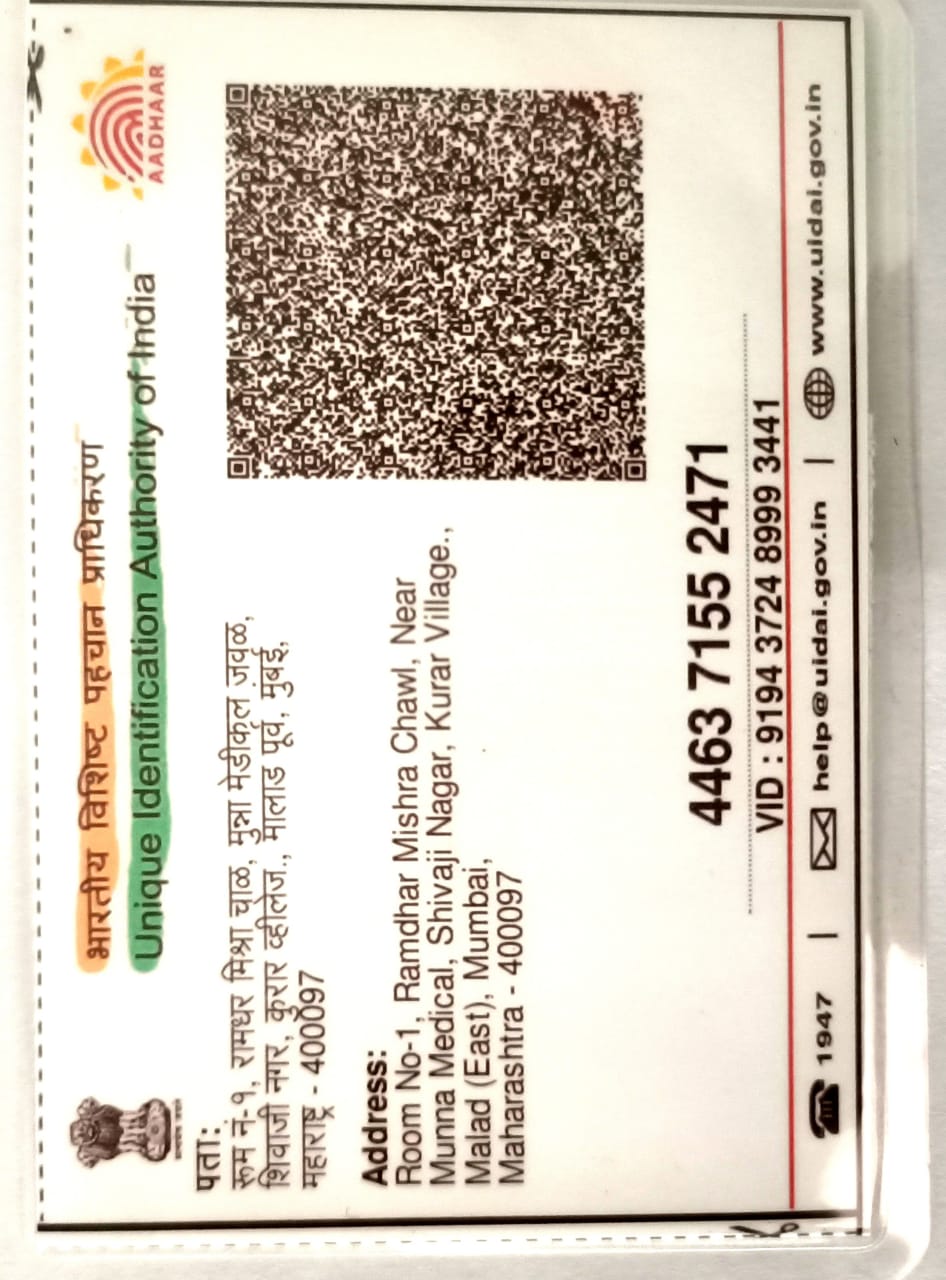 भारतीय विशिष्ट पहचान प्राधिकरण
Unique Identification Authority of India
AADHAAR
पता:
रूम नं-१, रामधर मिश्रा चाळ, मुन्ना मेडीकल जवळ,
शिवाजी नगर, कुरार व्हीलेज., मालाड पूर्व, मुंबई,
महाराष्ट्र - 400097
Address:
Room No-1, Ramdhar Mishra Chawl, Near
Munna Medical, Shivaji Nagar, Kurar Village.,
Malad (East), Mumbai,
Maharashtra - 400097
4463 7155 2471
VID : 9194 3724 8999 3441
1947 | help@uidai.gov.in | www.uidai.gov.in